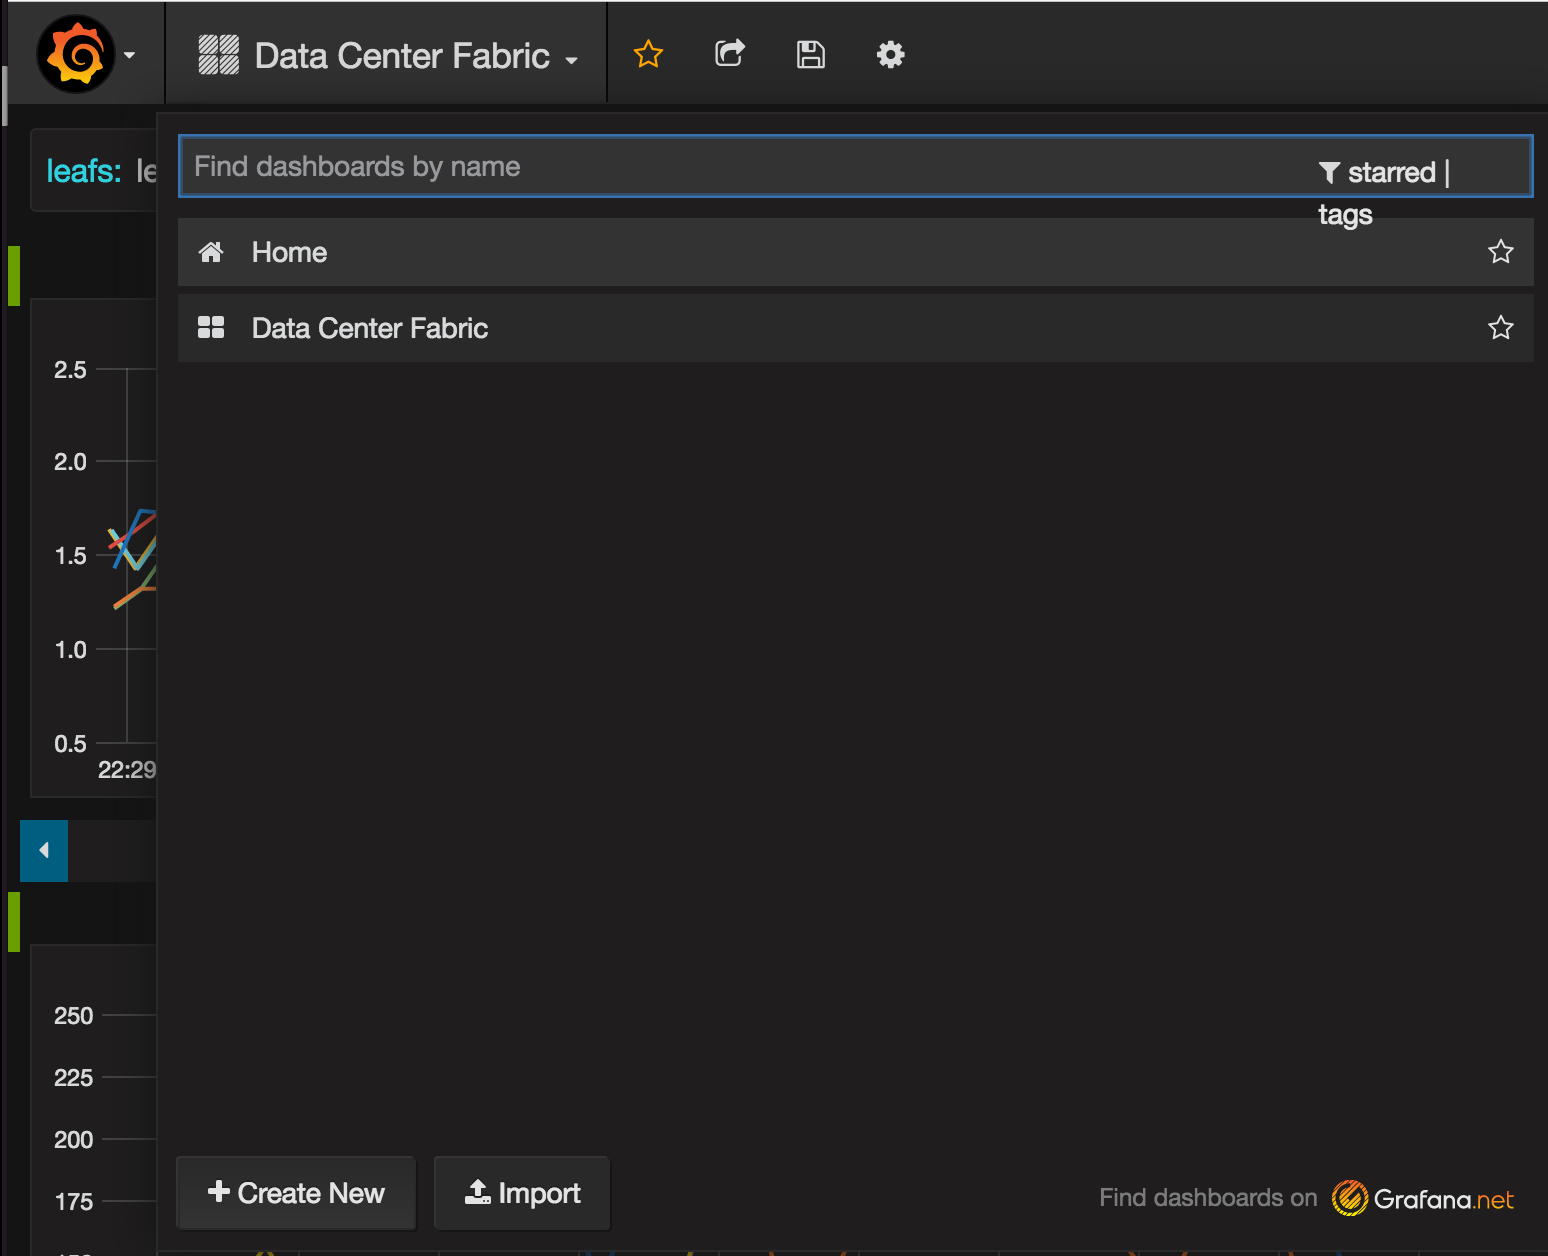 Data Center Fabric
leafs: le
Find dashboards by name
starred |
tags
Home
Data Center Fabric
2.5
2.0
1.5
1.0
0.5
22:29
250
225
200
175
Create New
Import
Find dashboards on Grafana.net